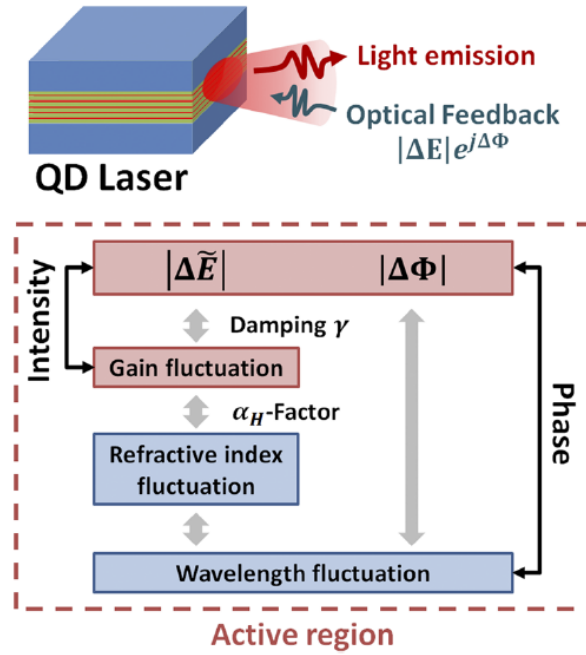 Light emission
Optical Feedback
|ΔE|e^{jΔΦ}
QD Laser
|ΔẼ| |ΔΦ|
Intensity
Damping γ
Gain fluctuation
α_H-Factor
Phase
Refractive index
fluctuation
Wavelength fluctuation
Active region